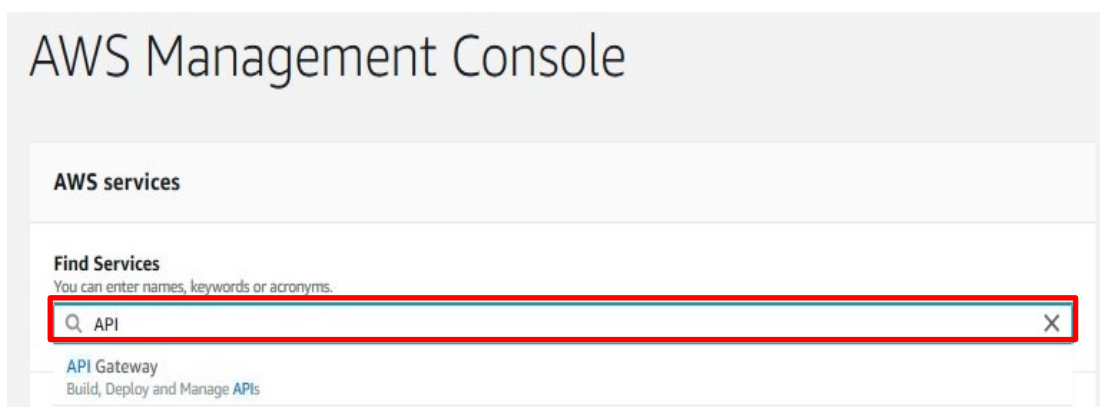 AWS Management Console
AWS services
Find Services
You can enter names, keywords or acronyms.
API
API Gateway
Build, Deploy and Manage APIs